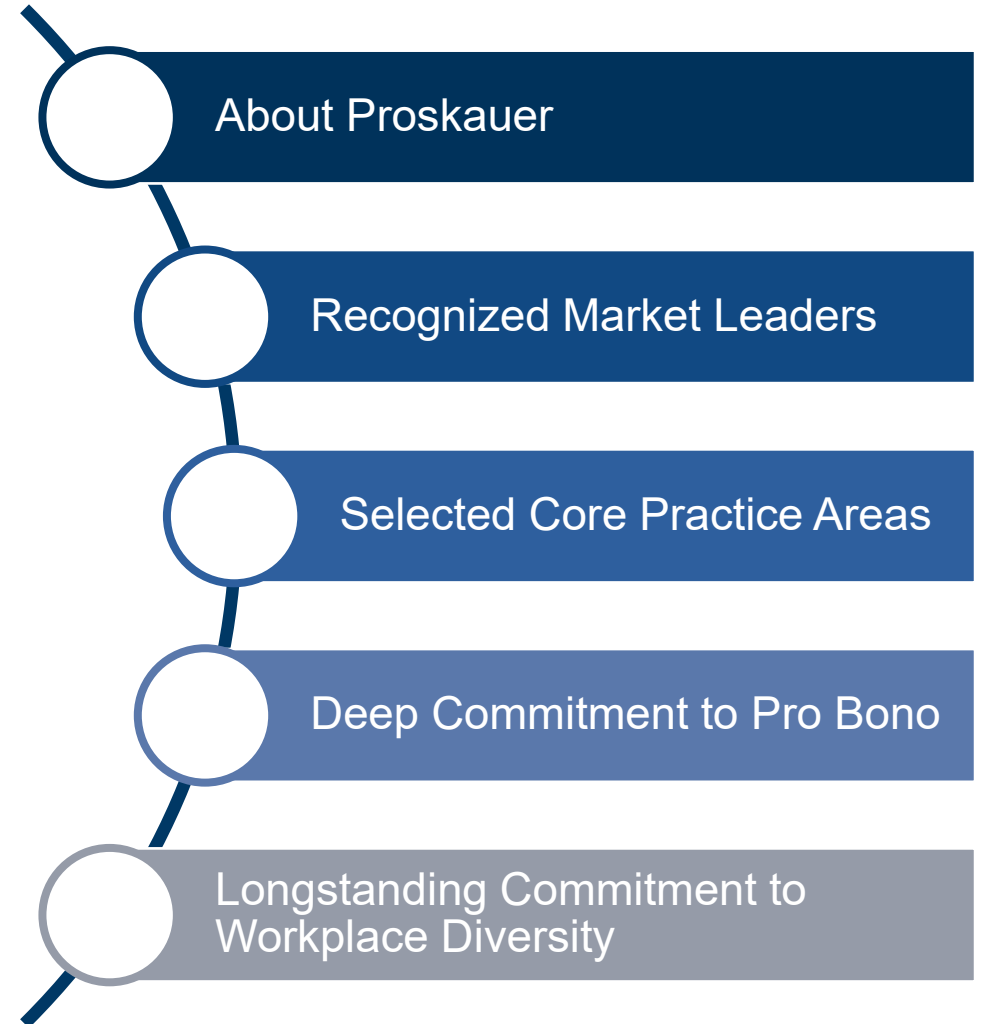 About Proskauer
Recognized Market Leaders
Selected Core Practice Areas
Deep Commitment to Pro Bono
Longstanding Commitment to
Workplace Diversity